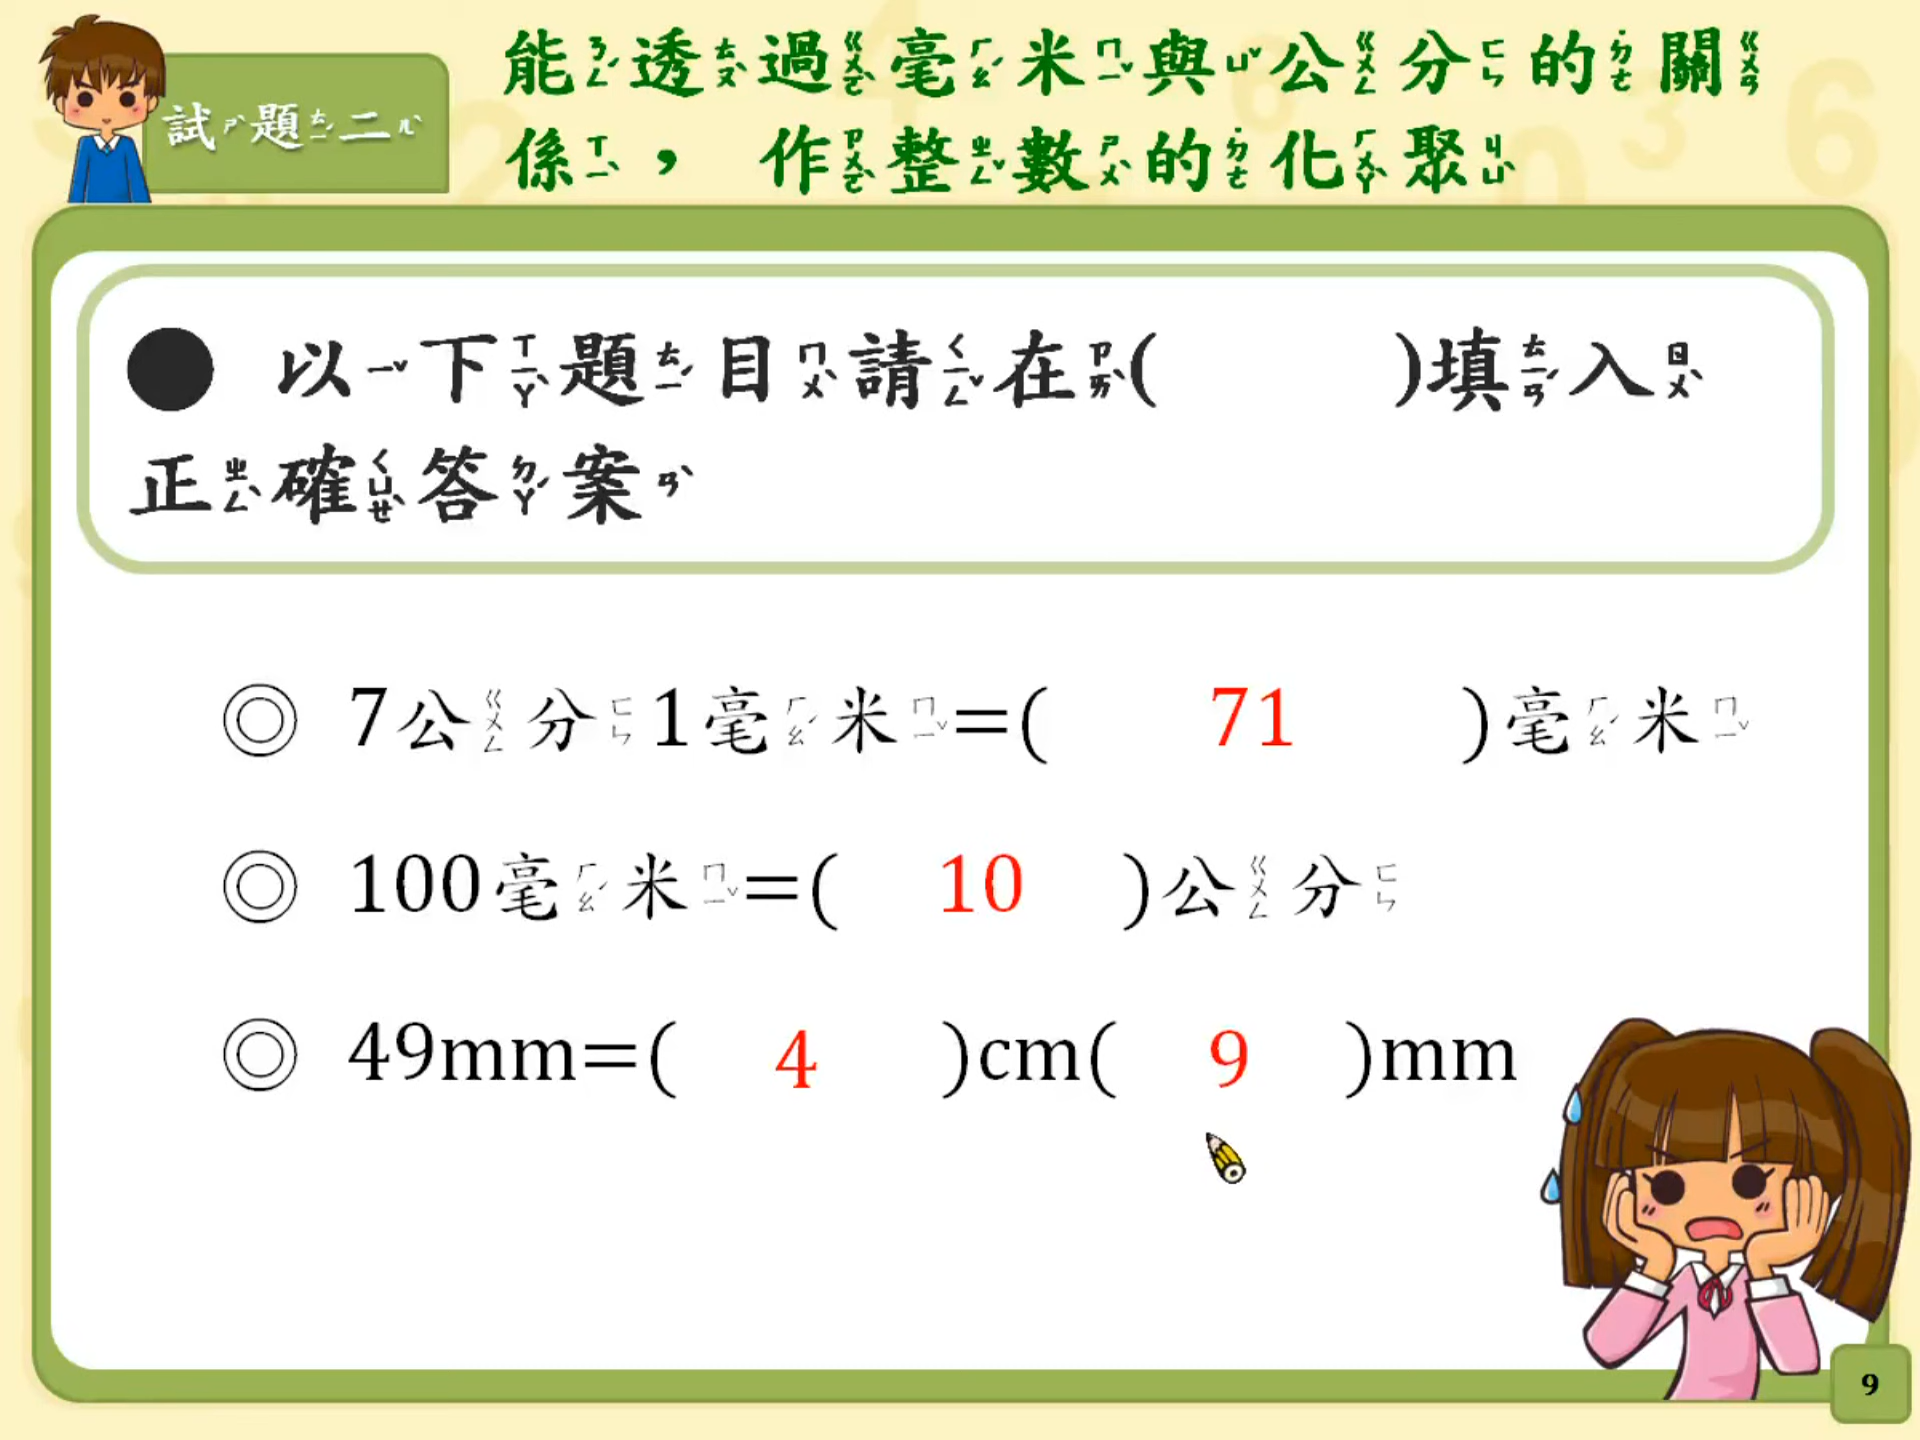 能透過毫米與公分的關
係，作整數的化聚
試題二
● 以下題目請在( )填入
正確答案
◎ 7公分1毫米=( 71 )毫米
◎ 100毫米=( 10 )公分
◎ 49mm=( 4 )cm( 9 )mm
9